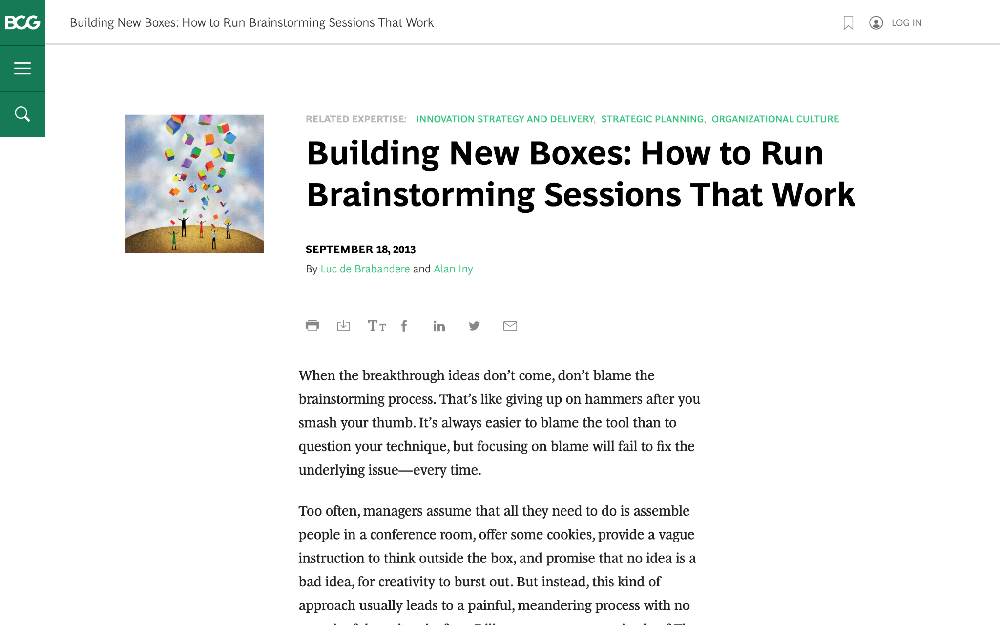 BCG
Building New Boxes: How to Run Brainstorming Sessions That Work
LOG IN
RELATED EXPERTISE: INNOVATION STRATEGY AND DELIVERY, STRATEGIC PLANNING, ORGANIZATIONAL CULTURE
Building New Boxes: How to Run
Brainstorming Sessions That Work
SEPTEMBER 18, 2013
By Luc de Brabandere and Alan Iny
When the breakthrough ideas don’t come, don’t blame the
brainstorming process. That’s like giving up on hammers after you
smash your thumb. It’s always easier to blame the tool than to
question your technique, but focusing on blame will fail to fix the
underlying issue—every time.
Too often, managers assume that all they need to do is assemble
people in a conference room, offer some cookies, provide a vague
instruction to think outside the box, and promise that no idea is a
bad idea, for creativity to burst out. But instead, this kind of
approach usually leads to a painful, meandering process with no